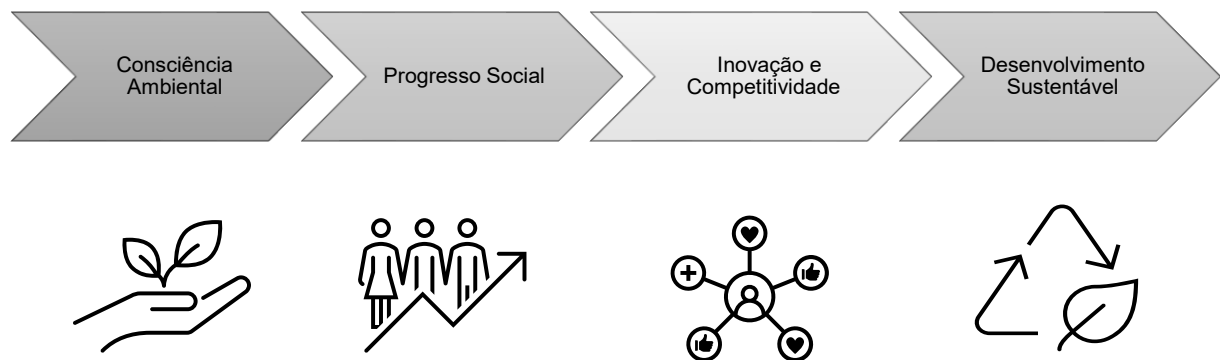 Consciência
Ambiental
Progresso Social
Inovação e
Competitividade
Desenvolvimento
Sustentável